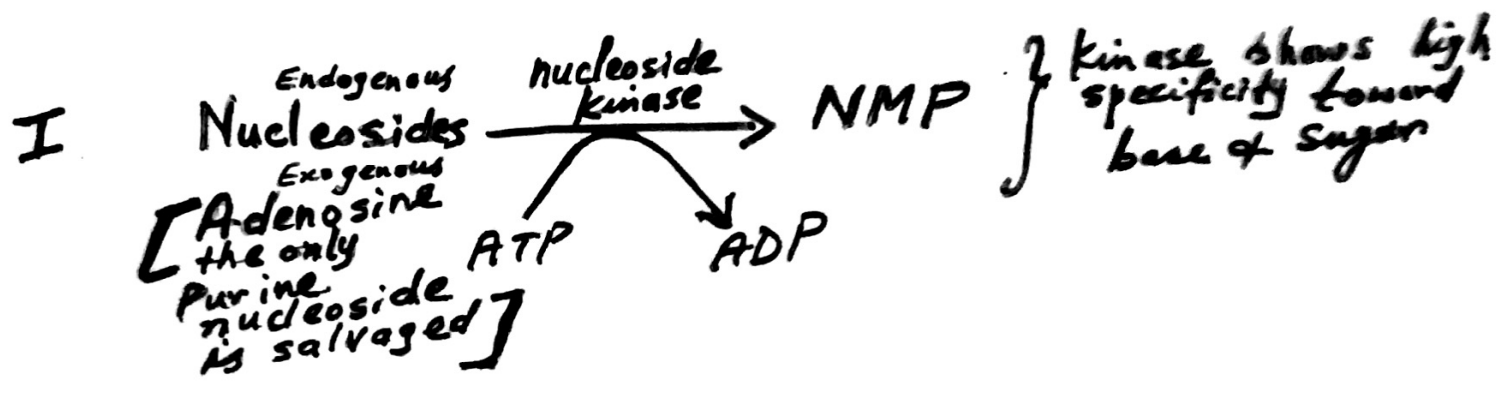 I
Endogenous
Nucleosides
Exogenous
[Adenosine
the only
Purine
nucleoside
is salvaged]
nucleoside
kinase
ATP
ADP
NMP
} Kinase shows high
specificity toward
base & sugar